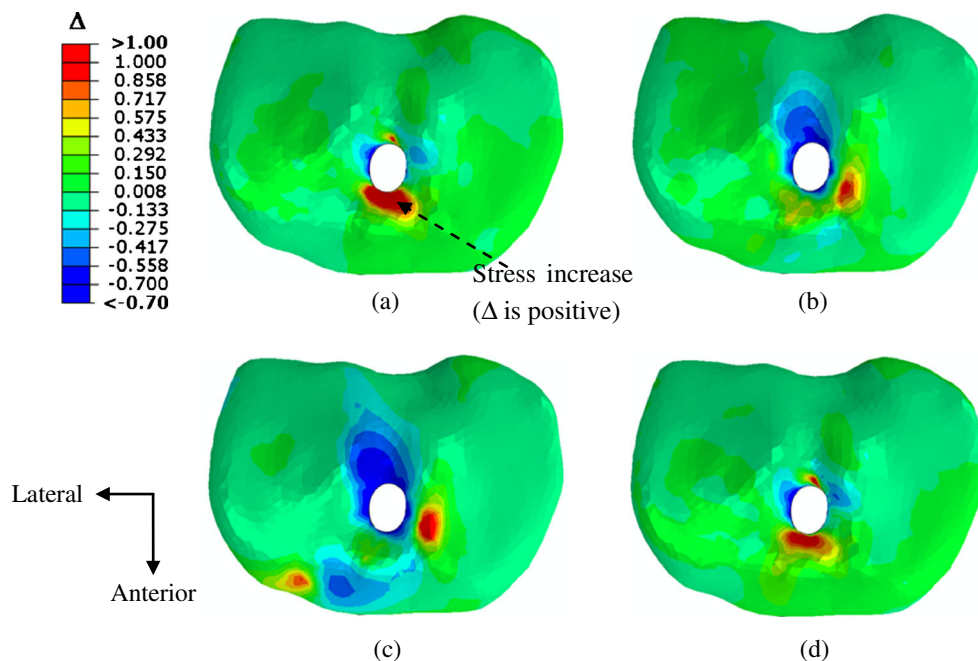 Δ
>1.00
1.000
0.858
0.717
0.575
0.433
0.292
0.150
0.008
-0.133
-0.275
-0.417
-0.558
-0.700
<-0.70
Stress increase
(Δ is positive)
(a)
(b)
Lateral
Anterior
(c)
(d)